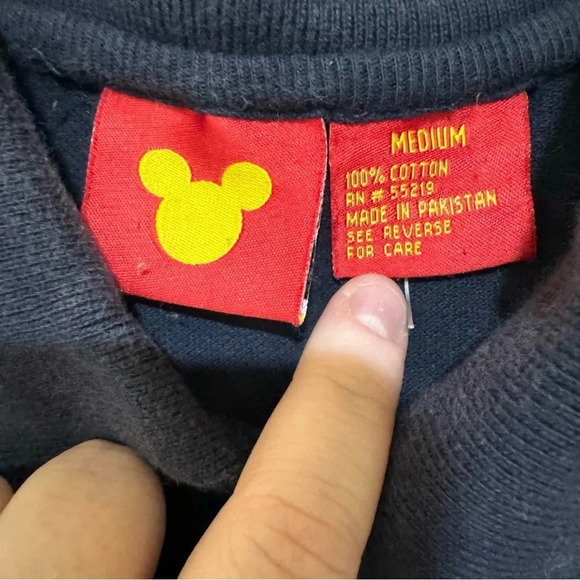 MEDIUM
100% COTTON
RN # 55219
MADE IN PAKISTAN
SEE REVERSE
FOR CARE